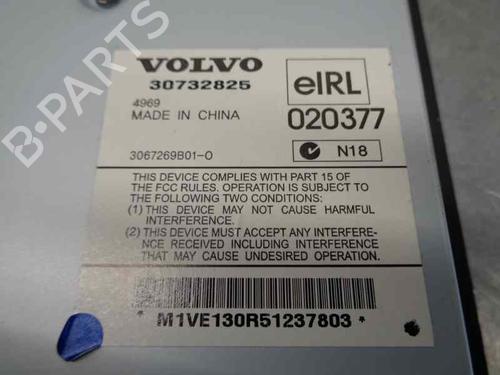 VOLVO
30732825
4969
MADE IN CHINA
3067269B01-O
eIRL
020377
N18
THIS DEVICE COMPLIES WITH PART 15 OF
THE FCC RULES. OPERATION IS SUBJECT TO
THE FOLLOWING TWO CONDITIONS:
(1) THIS DEVICE MAY NOT CAUSE HARMFUL
INTERFERENCE.
(2) THIS DEVICE MUST ACCEPT ANY INTERFERE-
NCE RECEIVED INCLUDING INTERFERENCE
THAT MAY CAUSE UNDESIRED OPERATION.
* M1VE130R51237803 *
B-PARTS